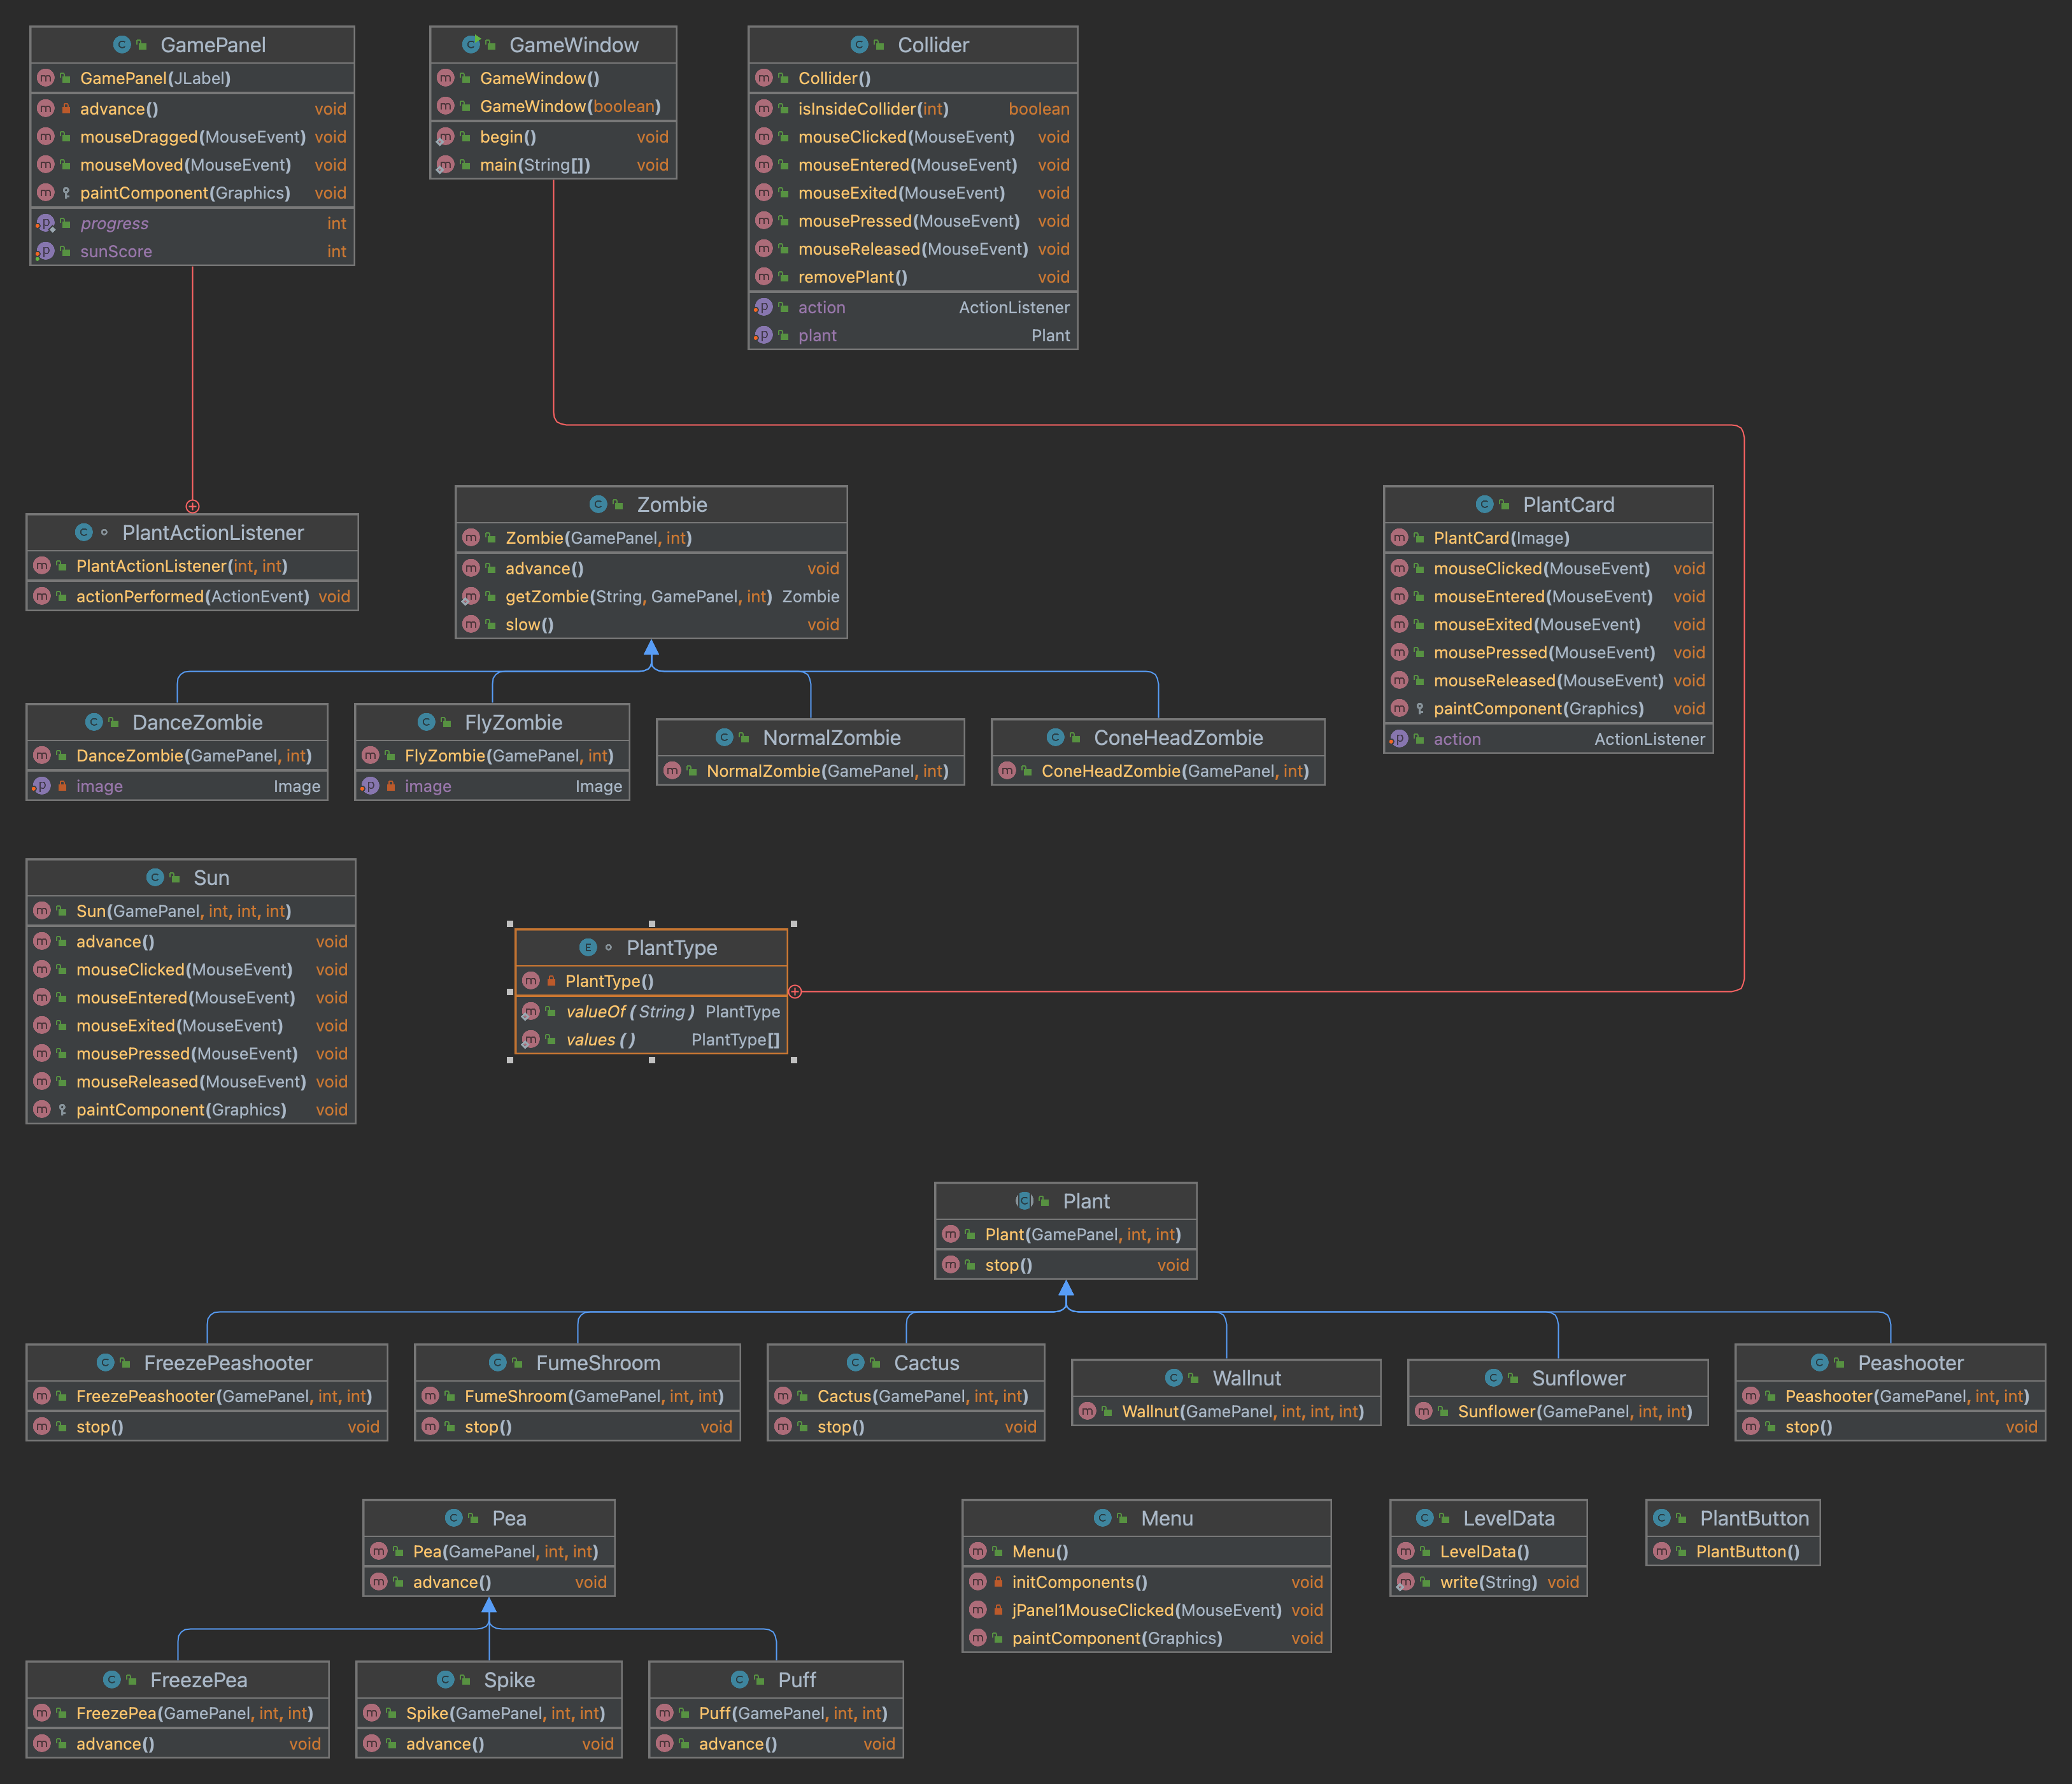 GamePanel
GamePanel(JLabel)
advance() void
mouseDragged(MouseEvent) void
mouseMoved(MouseEvent) void
paintComponent(Graphics) void
progress int
sunScore int
GameWindow
GameWindow()
GameWindow(boolean)
begin() void
main(String[]) void
Collider
Collider()
isInsideCollider(int) boolean
mouseClicked(MouseEvent) void
mouseEntered(MouseEvent) void
mouseExited(MouseEvent) void
mousePressed(MouseEvent) void
mouseReleased(MouseEvent) void
removePlant() void
action ActionListener
plant Plant
PlantActionListener
PlantActionListener(int, int)
actionPerformed(ActionEvent) void
Zombie
Zombie(GamePanel, int)
advance() void
getZombie(String, GamePanel, int) Zombie
slow() void
PlantCard
PlantCard(Image)
mouseClicked(MouseEvent) void
mouseEntered(MouseEvent) void
mouseExited(MouseEvent) void
mousePressed(MouseEvent) void
mouseReleased(MouseEvent) void
paintComponent(Graphics) void
action ActionListener
DanceZombie
DanceZombie(GamePanel, int)
image Image
FlyZombie
FlyZombie(GamePanel, int)
image Image
NormalZombie
NormalZombie(GamePanel, int)
ConeHeadZombie
ConeHeadZombie(GamePanel, int)
Sun
Sun(GamePanel, int, int, int)
advance() void
mouseClicked(MouseEvent) void
mouseEntered(MouseEvent) void
mouseExited(MouseEvent) void
mousePressed(MouseEvent) void
mouseReleased(MouseEvent) void
paintComponent(Graphics) void
PlantType
PlantType()
valueOf(String) PlantType
values() PlantType[]
Plant
Plant(GamePanel, int, int)
stop() void
FreezePeashooter
FreezePeashooter(GamePanel, int, int)
stop() void
FumeShroom
FumeShroom(GamePanel, int, int)
stop() void
Cactus
Cactus(GamePanel, int, int)
stop() void
Wallnut
Wallnut(GamePanel, int, int, int)
Sunflower
Sunflower(GamePanel, int, int)
Peashooter
Peashooter(GamePanel, int, int)
stop() void
Pea
Pea(GamePanel, int, int)
advance() void
Menu
Menu()
initComponents() void
jPanel1MouseClicked(MouseEvent) void
paintComponent(Graphics) void
LevelData
LevelData()
write(String) void
PlantButton
PlantButton()
FreezePea
FreezePea(GamePanel, int, int)
advance() void
Spike
Spike(GamePanel, int, int)
advance() void
Puff
Puff(GamePanel, int, int)
advance() void